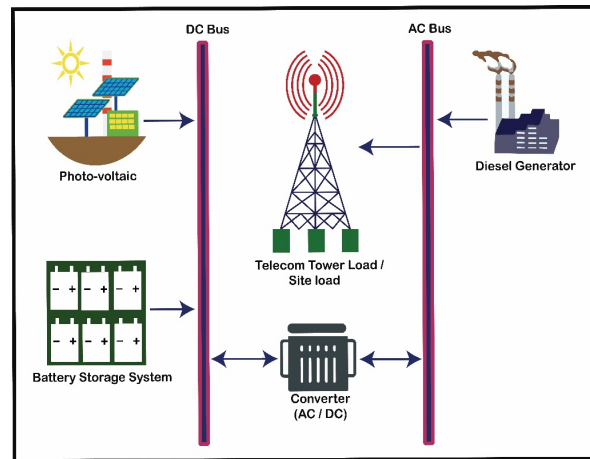 DC Bus
AC Bus
Photo-voltaic
Diesel Generator
Telecom Tower Load /
Site load
- + - + - +
- + - + - +
Battery Storage System
Converter
(AC / DC)